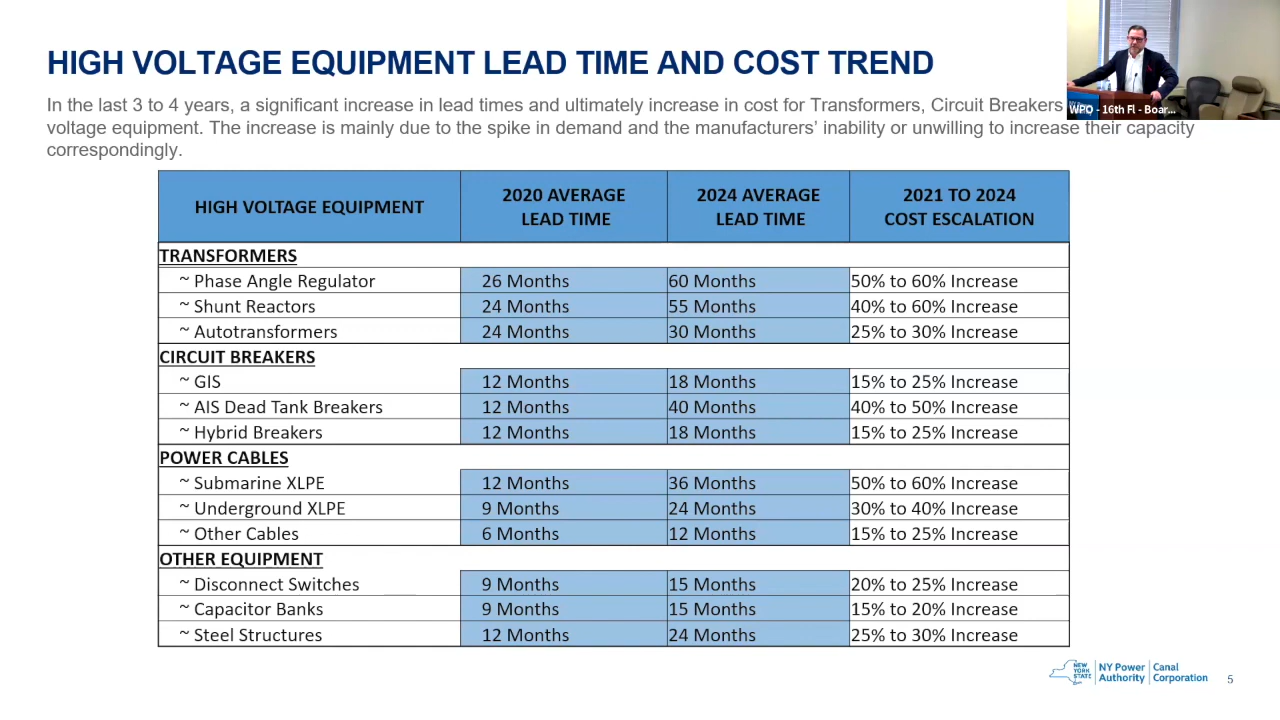 HIGH VOLTAGE EQUIPMENT LEAD TIME AND COST TREND
In the last 3 to 4 years, a significant increase in lead times and ultimately increase in cost for Transformers, Circuit Breakers
voltage equipment. The increase is mainly due to the spike in demand and the manufacturers' inability or unwilling to increase their capacity
correspondingly.
WPO - 16th Fl - Boar...
HIGH VOLTAGE EQUIPMENT
2020 AVERAGE
LEAD TIME
2024 AVERAGE
LEAD TIME
2021 TO 2024
COST ESCALATION
TRANSFORMERS
~ Phase Angle Regulator 26 Months 60 Months 50% to 60% Increase
~ Shunt Reactors 24 Months 55 Months 40% to 60% Increase
~ Autotransformers 24 Months 30 Months 25% to 30% Increase
CIRCUIT BREAKERS
~ GIS 12 Months 18 Months 15% to 25% Increase
~ AIS Dead Tank Breakers 12 Months 40 Months 40% to 50% Increase
~ Hybrid Breakers 12 Months 18 Months 15% to 25% Increase
POWER CABLES
~ Submarine XLPE 12 Months 36 Months 50% to 60% Increase
~ Underground XLPE 9 Months 24 Months 30% to 40% Increase
~ Other Cables 6 Months 12 Months 15% to 25% Increase
OTHER EQUIPMENT
~ Disconnect Switches 9 Months 15 Months 20% to 25% Increase
~ Capacitor Banks 9 Months 15 Months 15% to 20% Increase
~ Steel Structures 12 Months 24 Months 25% to 30% Increase
NEW
YORK
STATE
NY Power
Authority
Canal
Corporation
5